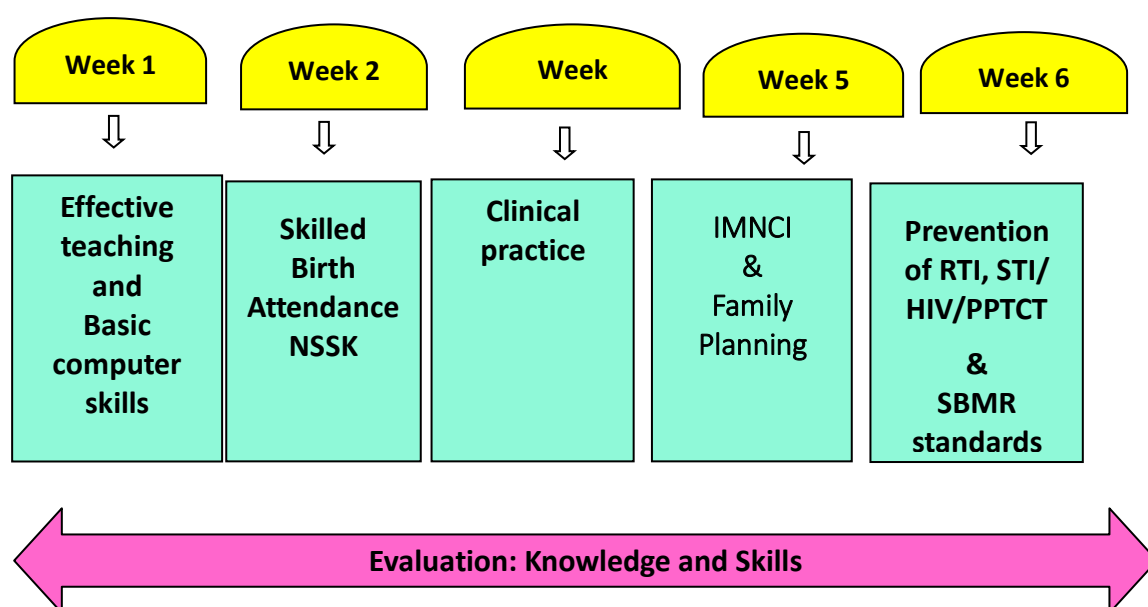 Week 1
Week 2
Week
Week 5
Week 6
Effective
teaching
and
Basic
computer
skills
Skilled
Birth
Attendance
NSSK
Clinical
practice
IMNCI
&
Family
Planning
Prevention
of RTI, STI/
HIV/PPTCT
&
SBMR
standards
Evaluation: Knowledge and Skills